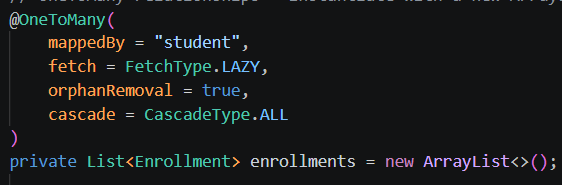 @OneToMany(
    mappedBy = "student",
    fetch = FetchType.LAZY,
    orphanRemoval = true,
    cascade = CascadeType.ALL
)
private List<Enrollment> enrollments = new ArrayList<>();